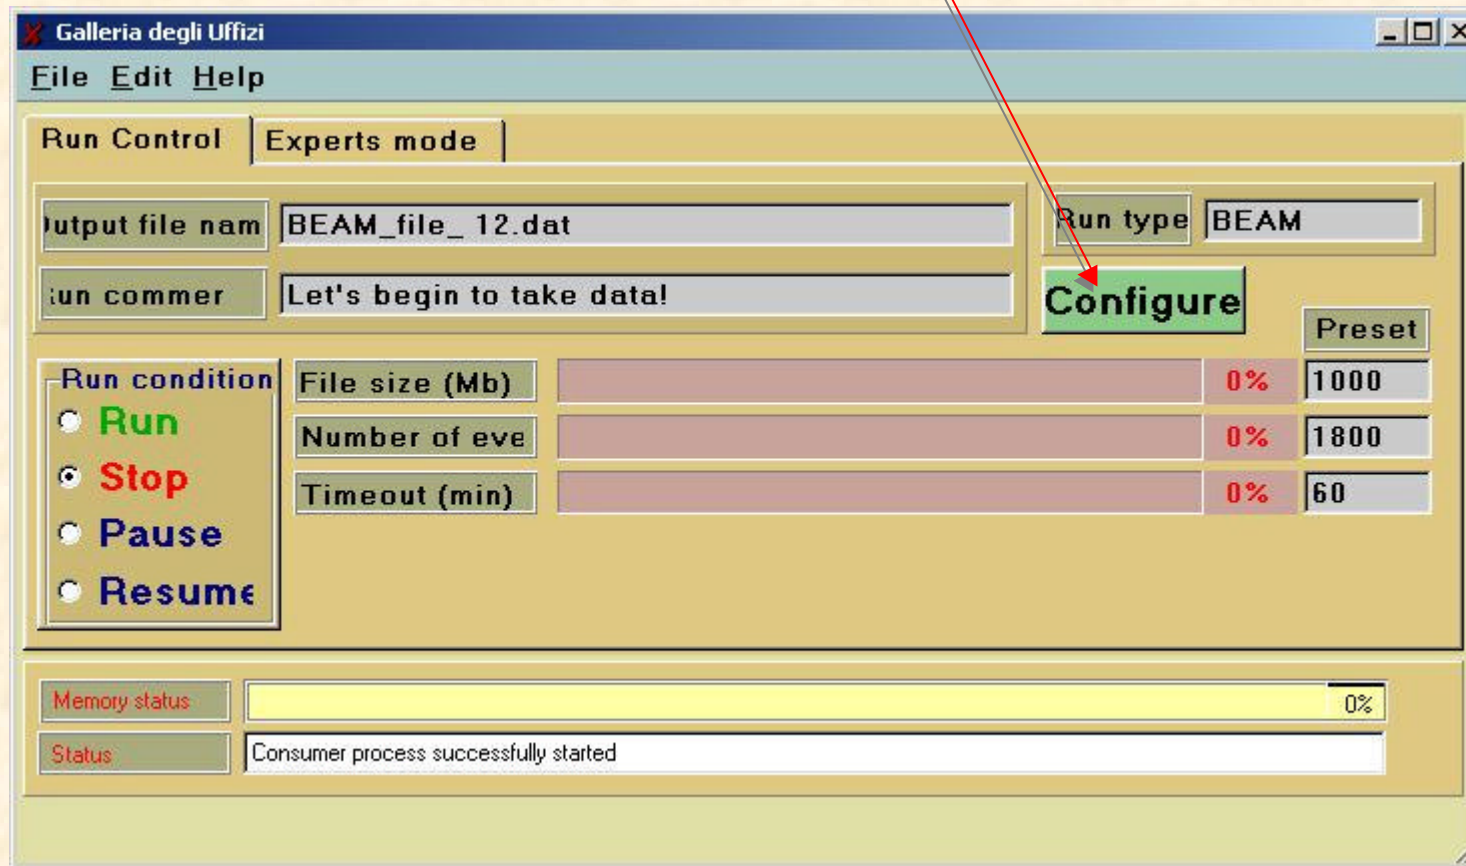 Galleria degli Uffizi
File Edit Help
Run Control Experts mode
Output file nam BEAM_file_ 12.dat
Run type BEAM
Run commer Let's begin to take data!
Configure
Preset
Run condition
Run
Stop
Pause
Resume
File size (Mb) 0% 1000
Number of eve 0% 1800
Timeout (min) 0% 60
Memory status 0%
Status Consumer process successfully started